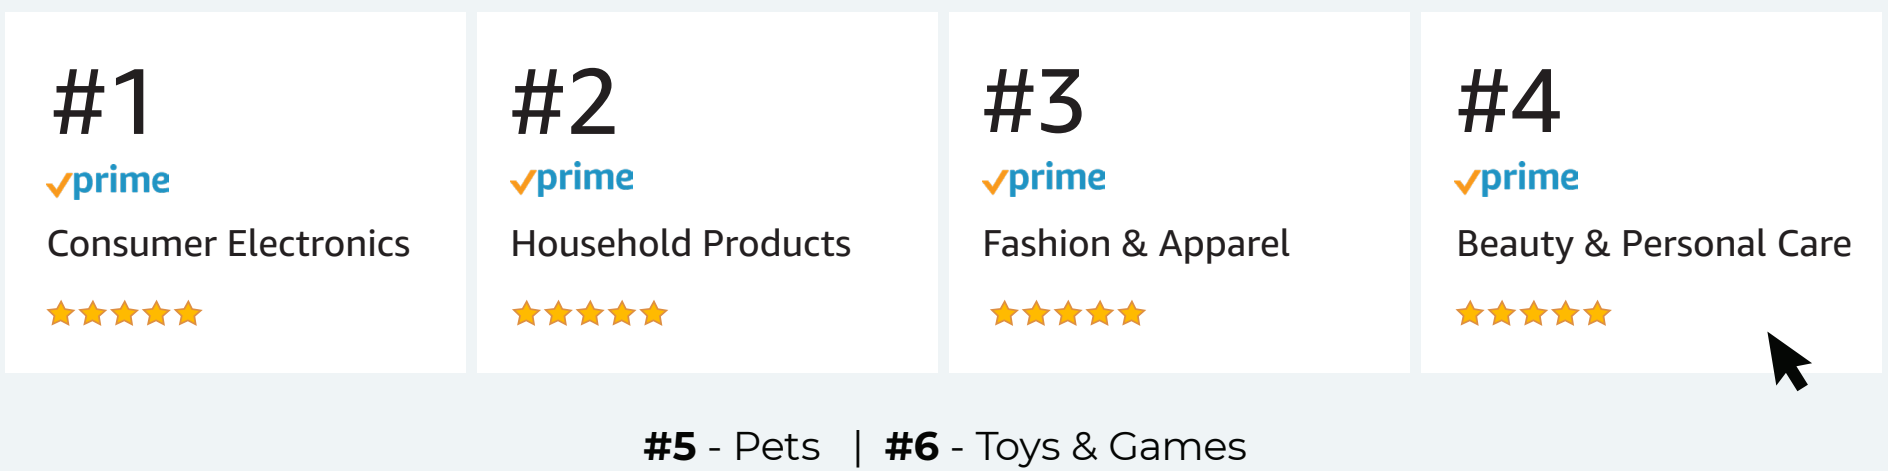 #1
prime
Consumer Electronics
#2
prime
Household Products
#3
prime
Fashion & Apparel
#4
prime
Beauty & Personal Care
#5 - Pets | #6 - Toys & Games